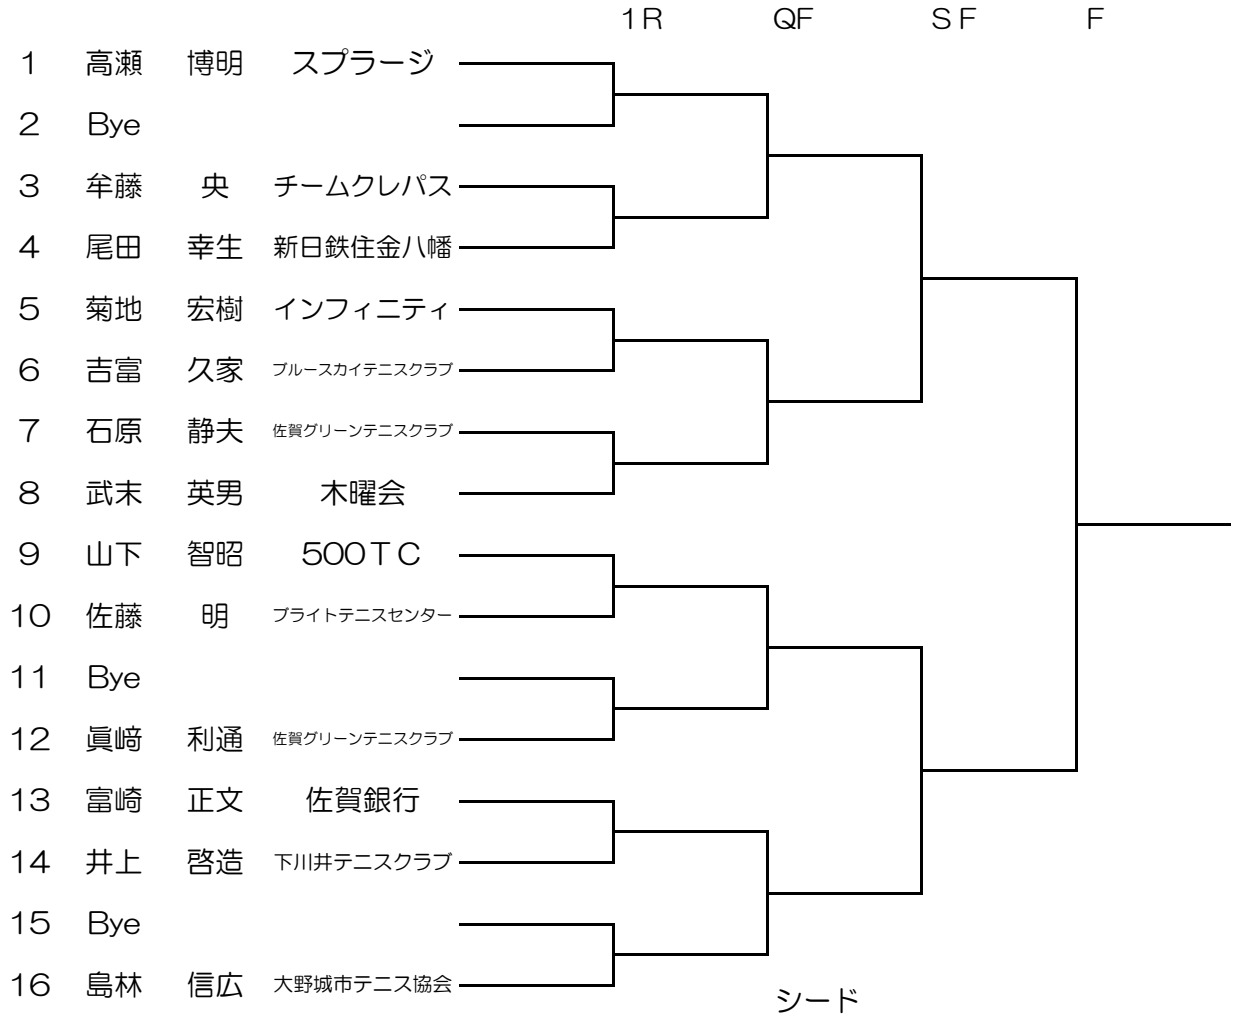 １Ｒ ＱＦ ＳＦ Ｆ
1 高瀬 博明 スプラージ
2 Bye
3 牟藤 央 チームクレパス
4 尾田 幸生 新日鉄住金八幡
5 菊地 宏樹 インフィニティ
6 吉富 久家 ブルースカイテニスクラブ
7 石原 静夫 佐賀グリーンテニスクラブ
8 武末 英男 木曜会
9 山下 智昭 500ＴＣ
10 佐藤 明 ブライトテニスセンター
11 Bye
12 眞﨑 利通 佐賀グリーンテニスクラブ
13 富崎 正文 佐賀銀行
14 井上 啓造 下川井テニスクラブ
15 Bye
16 島林 信広 大野城市テニス協会
シード